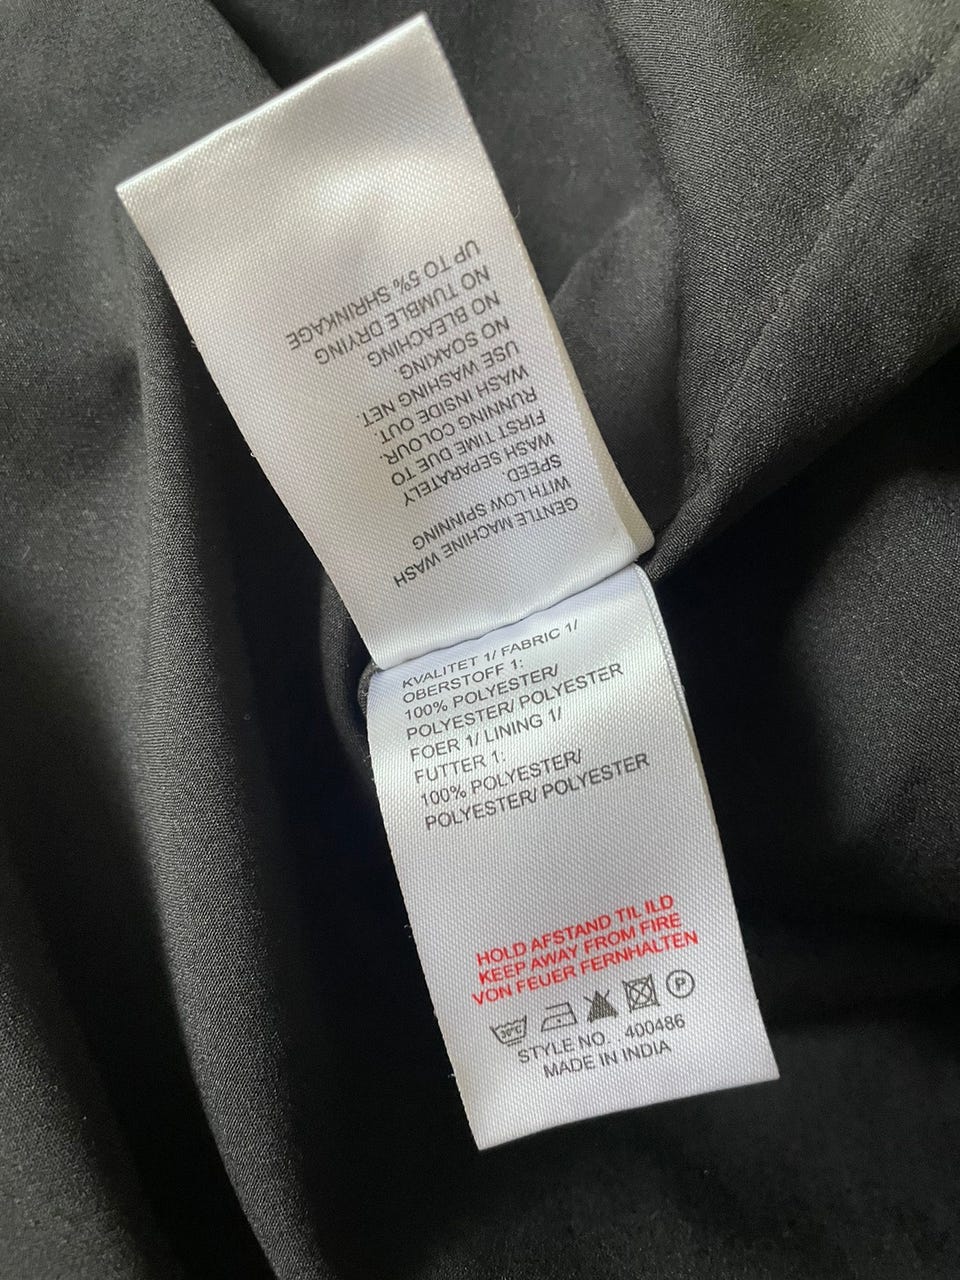 GENTLE MACHINE WASH
WITH LOW SPINNING
SPEED
WASH SEPARATELY
FIRST TIME DUE TO
RUNNING COLOUR.
WASH INSIDE OUT.
USE WASHING NET.
NO SOAKING
NO BLEACHING
NO TUMBLE DRYING
UP TO 5% SHRINKAGE
KVALITET 1/ FABRIC 1/
OBERSTOFF 1:
100% POLYESTER/
POLYESTER/ POLYESTER
FOER 1/ LINING 1/
FUTTER 1:
100% POLYESTER/
POLYESTER/ POLYESTER
HOLD AFSTAND TIL ILD
KEEP AWAY FROM FIRE
VON FEUER FERNHALTEN
30°C P
STYLE NO. 400486
MADE IN INDIA